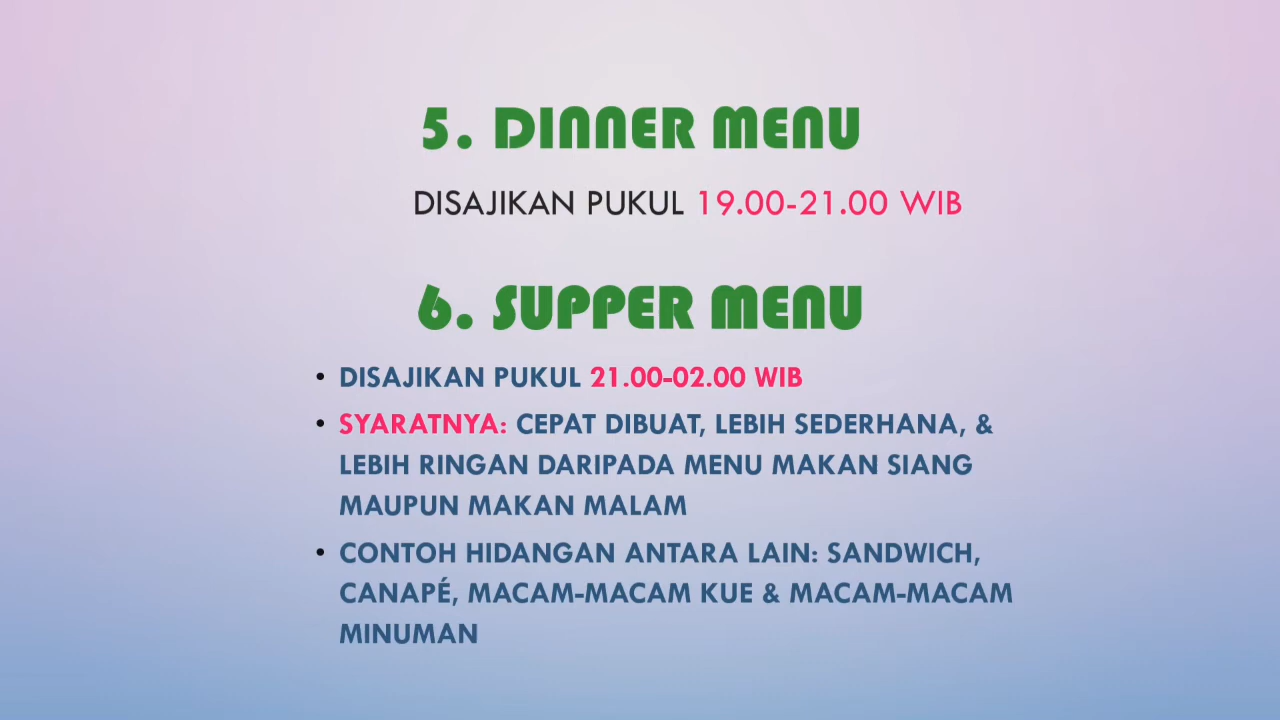 5. DINNER MENU
DISAJIKAN PUKUL 19.00-21.00 WIB
6. SUPPER MENU
• DISAJIKAN PUKUL 21.00-02.00 WIB
• SYARATNYA: CEPAT DIBUAT, LEBIH SEDERHANA, &
LEBIH RINGAN DARIPADA MENU MAKAN SIANG
MAUPUN MAKAN MALAM
• CONTOH HIDANGAN ANTARA LAIN: SANDWICH,
CANAPÉ, MACAM-MACAM KUE & MACAM-MACAM
MINUMAN